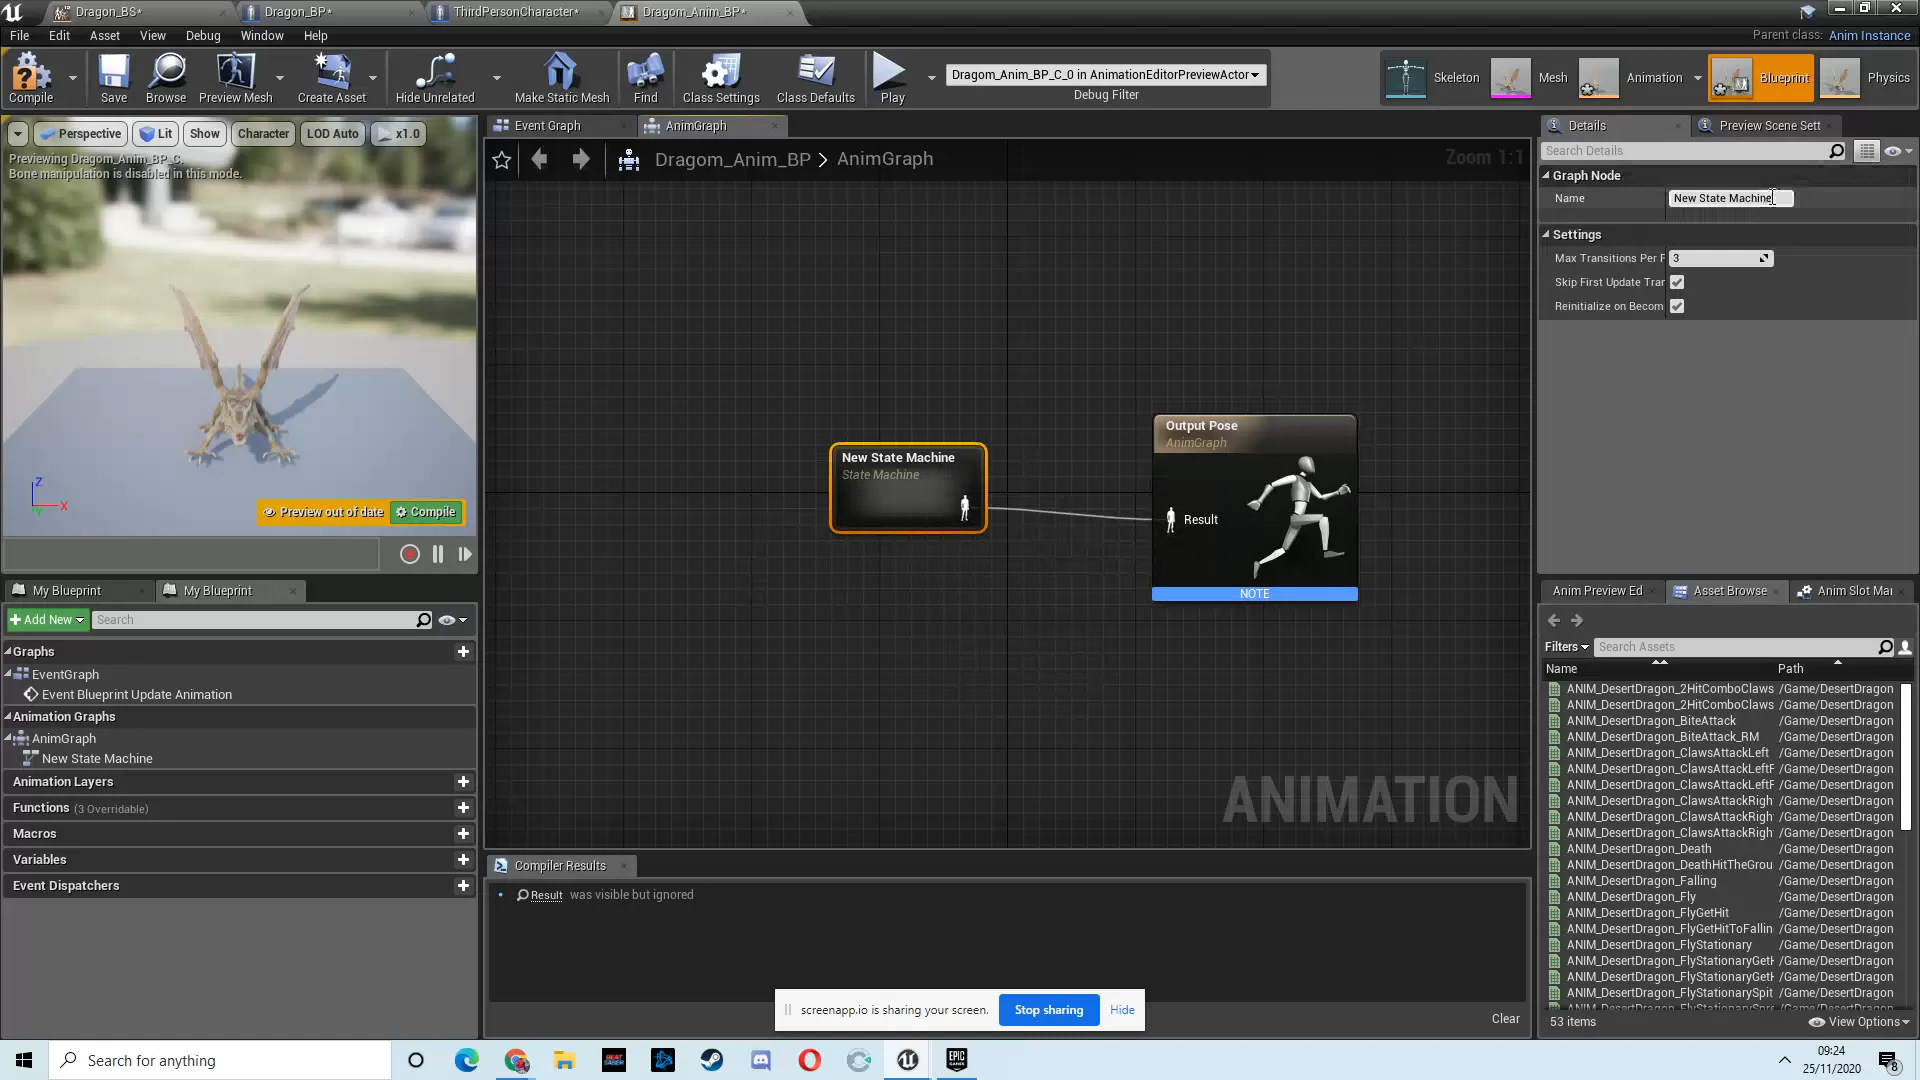 Dragon_BS*
Dragon_BP*
ThirdPersonCharacter*
Dragom_Anim_BP*
File
Edit
Asset
View
Debug
Window
Help
Parent class:
Anim Instance
Compile
Save
Browse
Preview Mesh
Create Asset
Hide Unrelated
Make Static Mesh
Find
Class Settings
Class Defaults
Play
Dragom_Anim_BP_C_0 in AnimationEditorPreviewActor
Debug Filter
Skeleton
Mesh
Animation
Blueprint
Physics
Perspective
Lit
Show
Character
LOD Auto
x1.0
Previewing Dragom_Anim_BP_C.
Bone manipulation is disabled in this mode.
Z
X
Y
Preview out of date
Compile
Event Graph
AnimGraph
Dragom_Anim_BP > AnimGraph
Zoom 1:1
New State Machine
State Machine
Output Pose
AnimGraph
Result
NOTE
ANIMATION
Details
Preview Scene Sett
Search Details
Graph Node
Name
New State Machine
Settings
Max Transitions Per F
3
Skip First Update Trar
Reinitialize on Becom
My Blueprint
My Blueprint
Add New
Search
Graphs
EventGraph
Event Blueprint Update Animation
Animation Graphs
AnimGraph
New State Machine
Animation Layers
Functions (3 Overridable)
Macros
Variables
Event Dispatchers
Compiler Results
Result was visible but ignored
Clear
Anim Preview Ed
Asset Browse
Anim Slot Mar
Filters
Search Assets
Name
Path
ANIM_DesertDragon_2HitComboClaws /Game/DesertDragon
ANIM_DesertDragon_2HitComboClaws /Game/DesertDragon
ANIM_DesertDragon_BiteAttack /Game/DesertDragon
ANIM_DesertDragon_BiteAttack_RM /Game/DesertDragon
ANIM_DesertDragon_ClawsAttackLeft /Game/DesertDragon
ANIM_DesertDragon_ClawsAttackLeftF /Game/DesertDragon
ANIM_DesertDragon_ClawsAttackLeftF /Game/DesertDragon
ANIM_DesertDragon_ClawsAttackRigh /Game/DesertDragon
ANIM_DesertDragon_ClawsAttackRigh /Game/DesertDragon
ANIM_DesertDragon_ClawsAttackRigh /Game/DesertDragon
ANIM_DesertDragon_Death /Game/DesertDragon
ANIM_DesertDragon_DeathHitTheGrou /Game/DesertDragon
ANIM_DesertDragon_Falling /Game/DesertDragon
ANIM_DesertDragon_Fly /Game/DesertDragon
ANIM_DesertDragon_FlyGetHit /Game/DesertDragon
ANIM_DesertDragon_FlyGetHitToFallin /Game/DesertDragon
ANIM_DesertDragon_FlyStationary /Game/DesertDragon
ANIM_DesertDragon_FlyStationaryGetH /Game/DesertDragon
ANIM_DesertDragon_FlyStationaryGetH /Game/DesertDragon
ANIM_DesertDragon_FlyStationarySpit /Game/DesertDragon
53 items
View Options
screenapp.io is sharing your screen.
Stop sharing
Hide
Search for anything
BEAT SABER
EPIC GAMES
09:24
25/11/2020
8